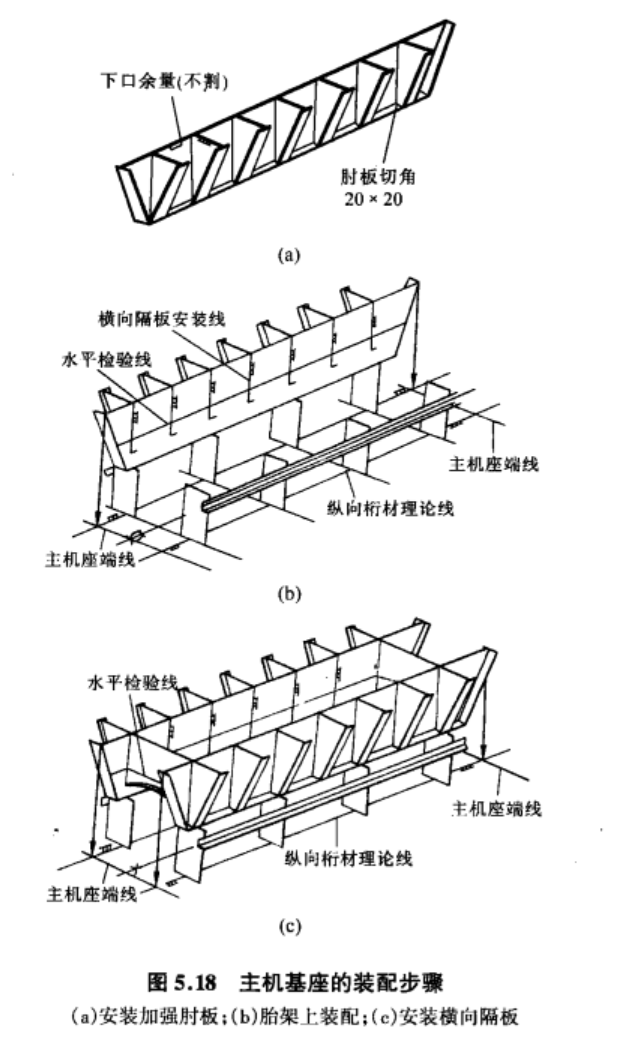 下口余量(不割)
肘板切角
20×20
(a)
横向隔板安装线
水平检验线
主机座端线
纵向桁材理论线
主机座端线
(b)
水平检验线
主机座端线
纵向桁材理论线
主机座端线
(c)
图 5.18 主机基座的装配步骤
(a)安装加强肘板;(b)胎架上装配;(c)安装横向隔板